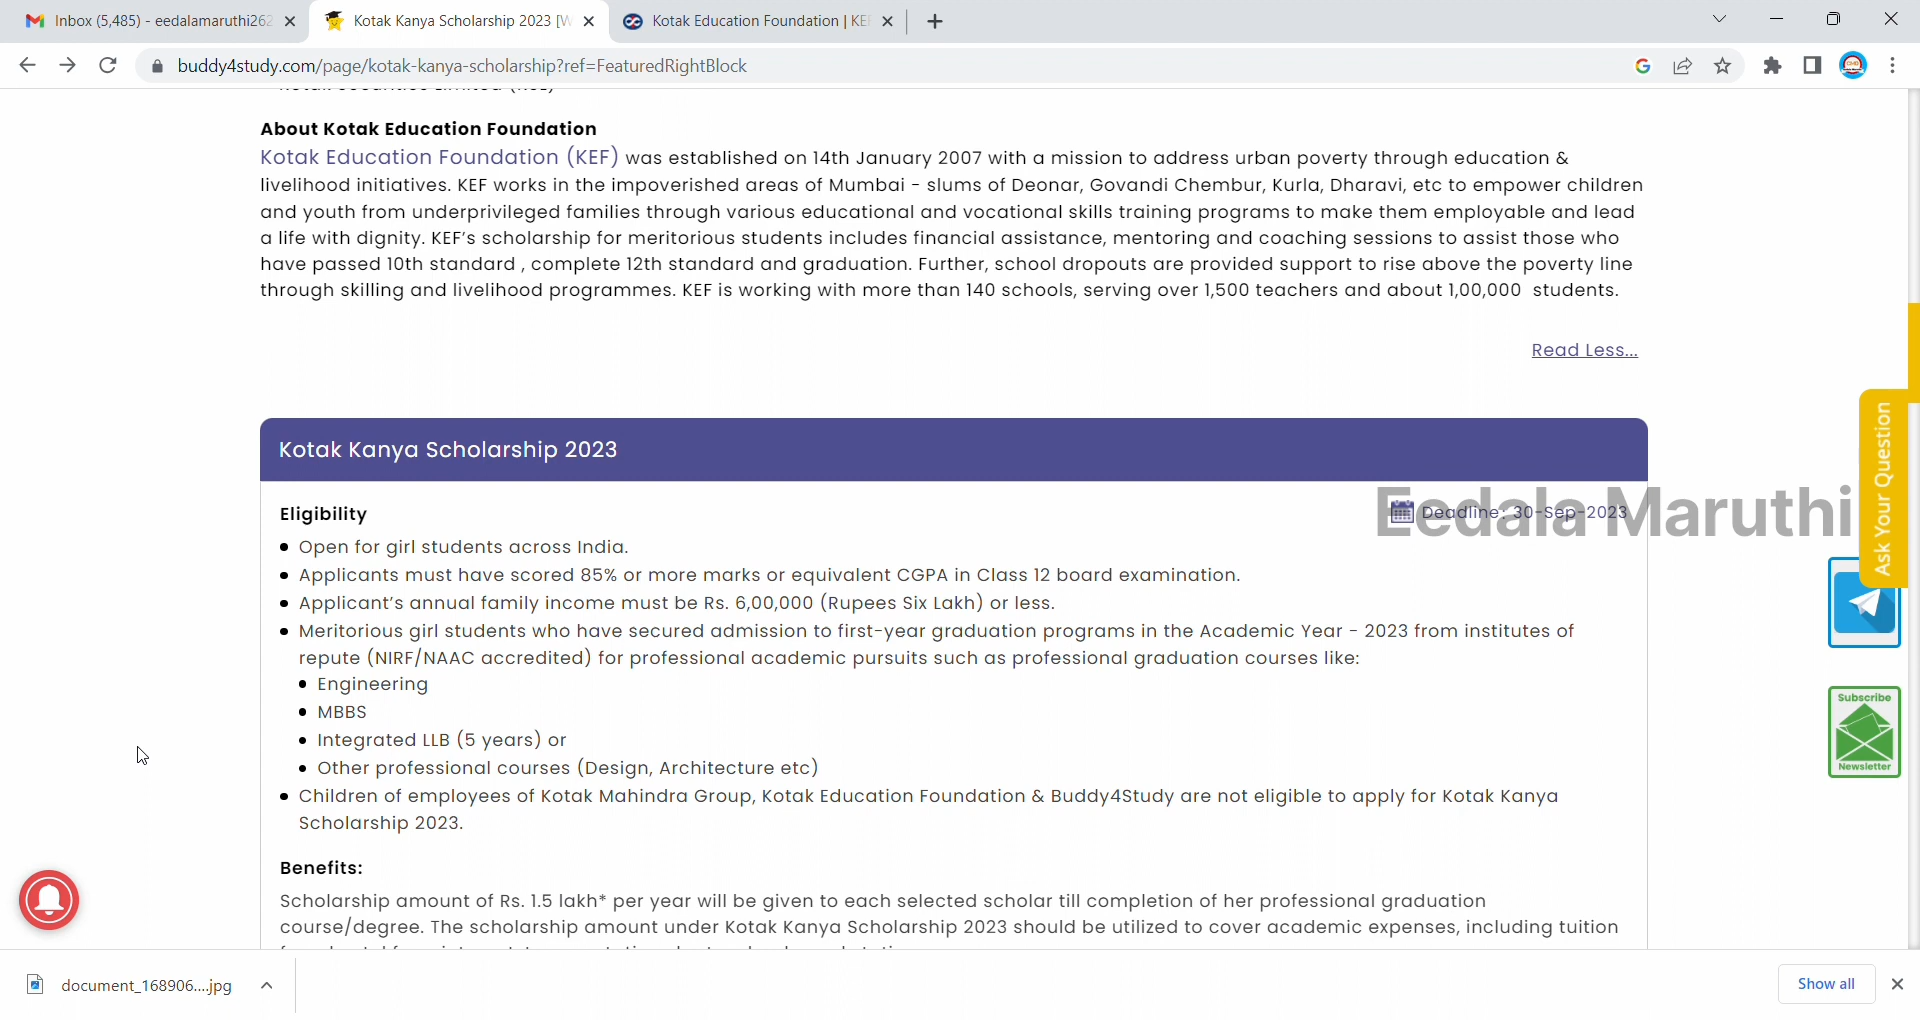 Inbox (5,485) - eedalamaruthi262
Kotak Kanya Scholarship 2023 [W
Kotak Education Foundation | KEF
buddy4study.com/page/kotak-kanya-scholarship?ref=FeaturedRightBlock
About Kotak Education Foundation
Kotak Education Foundation (KEF) was established on 14th January 2007 with a mission to address urban poverty through education &
livelihood initiatives. KEF works in the impoverished areas of Mumbai - slums of Deonar, Govandi Chembur, Kurla, Dharavi, etc to empower children
and youth from underprivileged families through various educational and vocational skills training programs to make them employable and lead
a life with dignity. KEF's scholarship for meritorious students includes financial assistance, mentoring and coaching sessions to assist those who
have passed 10th standard , complete 12th standard and graduation. Further, school dropouts are provided support to rise above the poverty line
through skilling and livelihood programmes. KEF is working with more than 140 schools, serving over 1,500 teachers and about 1,00,000 students.
Read Less...
Kotak Kanya Scholarship 2023
Eligibility
Deadline: 30-Sep-2023
Eedala Maruthi
Ask Your Question
Open for girl students across India.
Applicants must have scored 85% or more marks or equivalent CGPA in Class 12 board examination.
Applicant's annual family income must be Rs. 6,00,000 (Rupees Six Lakh) or less.
Meritorious girl students who have secured admission to first-year graduation programs in the Academic Year - 2023 from institutes of
repute (NIRF/NAAC accredited) for professional academic pursuits such as professional graduation courses like:
Engineering
MBBS
Integrated LLB (5 years) or
Other professional courses (Design, Architecture etc)
Children of employees of Kotak Mahindra Group, Kotak Education Foundation & Buddy4Study are not eligible to apply for Kotak Kanya
Scholarship 2023.
Subscribe
Newsletter
Benefits:
Scholarship amount of Rs. 1.5 lakh* per year will be given to each selected scholar till completion of her professional graduation
course/degree. The scholarship amount under Kotak Kanya Scholarship 2023 should be utilized to cover academic expenses, including tuition
document_168906....jpg
Show all